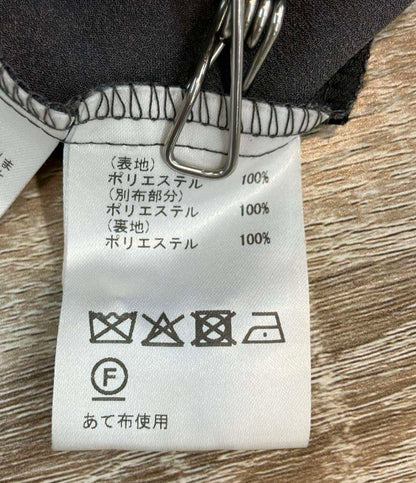 (表地)
ポリエステル 100%
(別布部分)
ポリエステル 100%
(裏地)
ポリエステル 100%
F
あて布使用